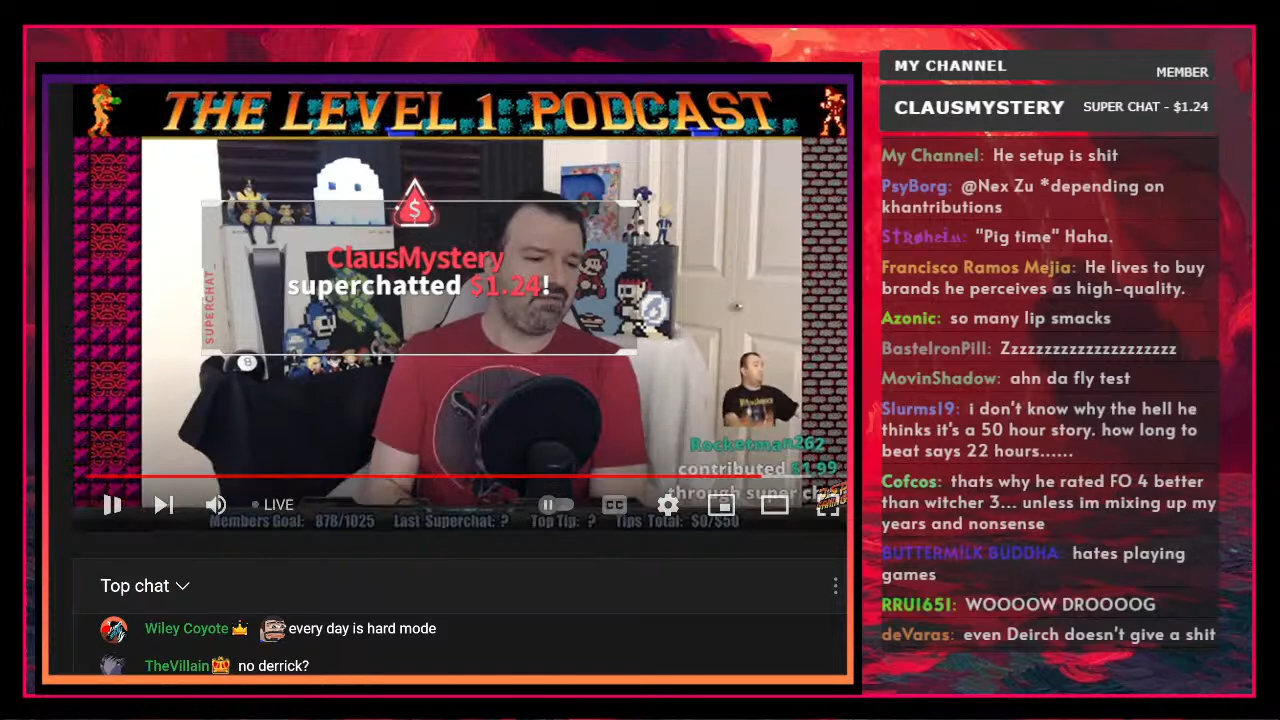 THE LEVEL 1 PODCAST
ClausMystery
superchatted $1.24!
SUPERCHAT_
8
Rocketman262
contributed $1.99
through super ch
LIVE
CC
Members Goal: 878/1025 Last Superchat: ? Top Tip: ? Tips Total: $0/$50
Top chat
Wiley Coyote every day is hard mode
TheVillain no derrick?
MY CHANNEL MEMBER
CLAUSMYSTERY SUPER CHAT - $1.24
My Channel: He setup is shit
PsyBorg: @Nex Zu *depending on
khantributions
"Pig time" Haha.
Francisco Ramos Mejia: He lives to buy
brands he perceives as high-quality.
Azonic: so many lip smacks
BasteIronPill: Zzzzzzzzzzzzzzzzzzzz
MovinShadow: ahn da fly test
Slurms19: i don't know why the hell he
thinks it's a 50 hour story. how long to
beat says 22 hours......
Cofcos: thats why he rated FO 4 better
than witcher 3... unless im mixing up my
years and nonsense
BUTTERMILK BUDDHA: hates playing
games
RRU1651: WOOOOW DROOOOG
deVaras: even Deirch doesn't give a shit